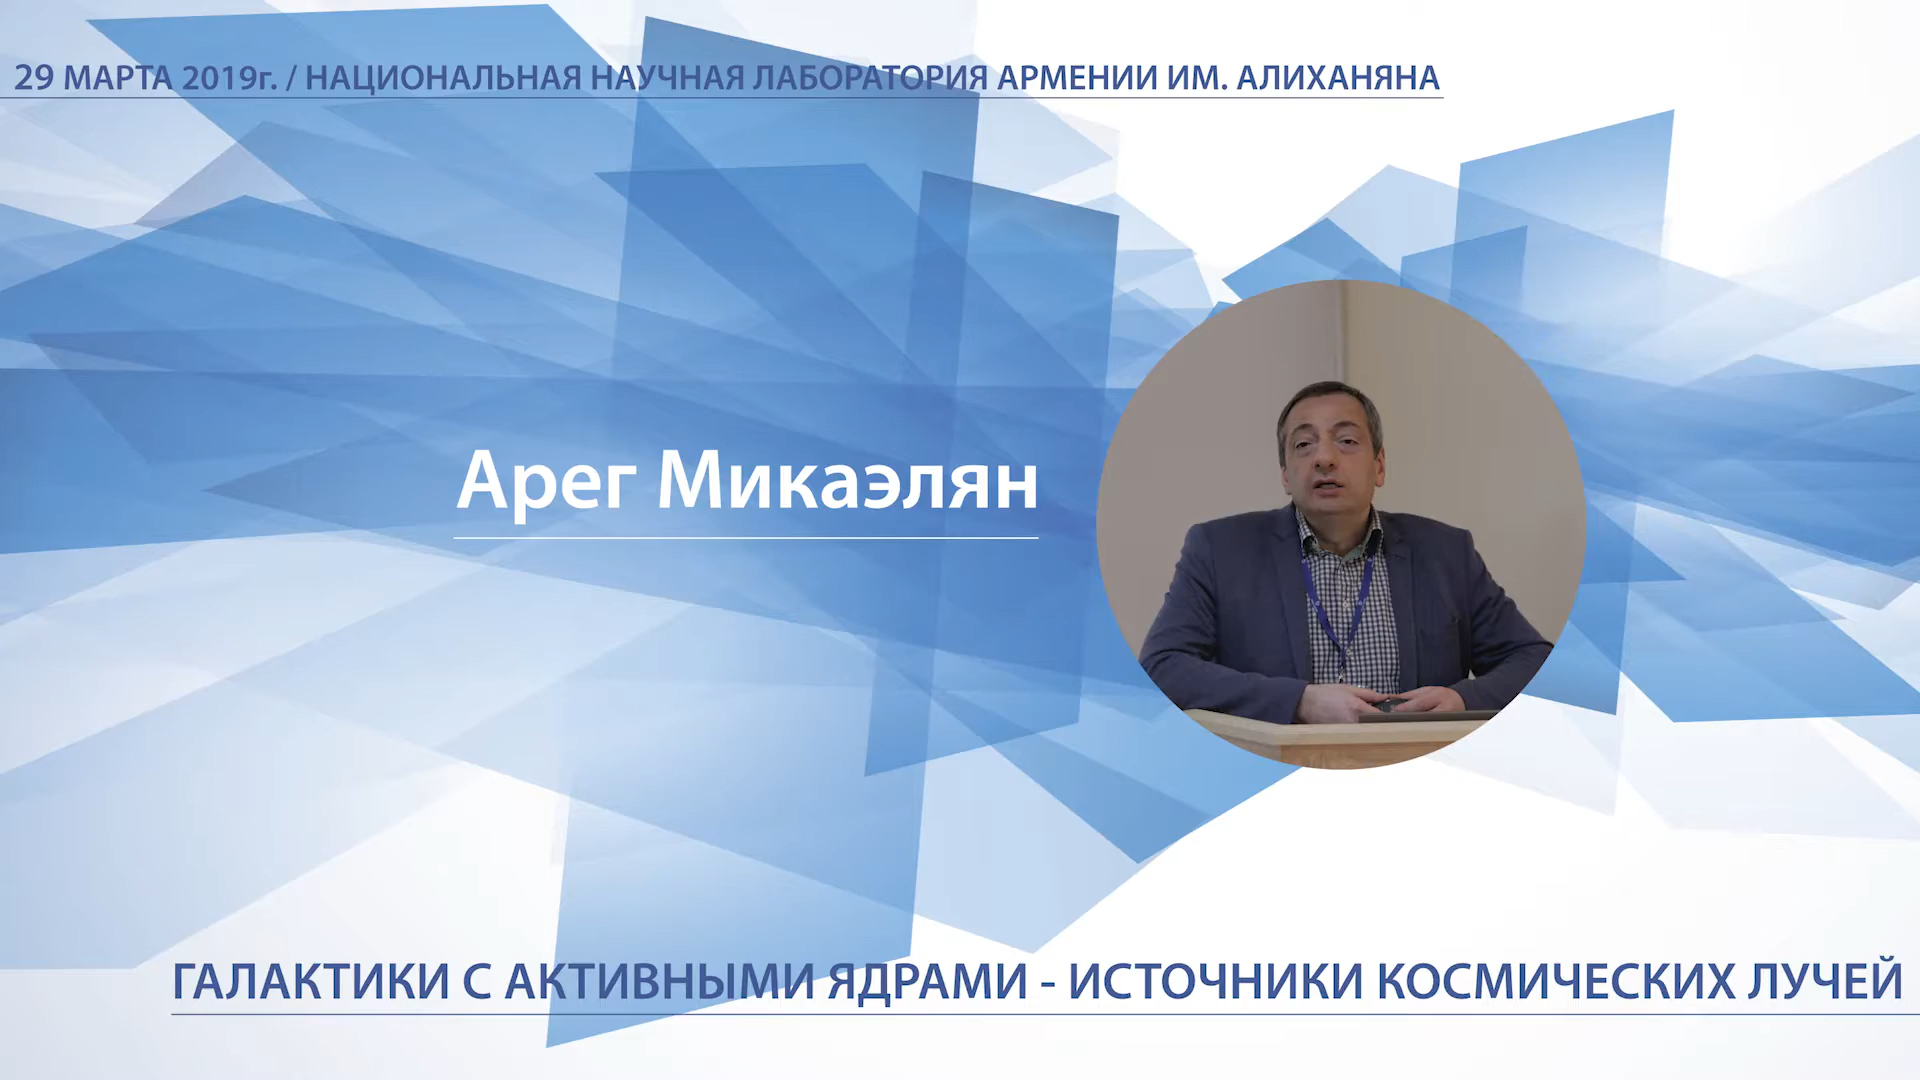 29 МАРТА 2019г. / НАЦИОНАЛЬНАЯ НАУЧНАЯ ЛАБОРАТОРИЯ АРМЕНИИ ИМ. АЛИХАНЯНА
Арег Микаэлян
ГАЛАКТИКИ С АКТИВНЫМИ ЯДРАМИ - ИСТОЧНИКИ КОСМИЧЕСКИХ ЛУЧЕЙ